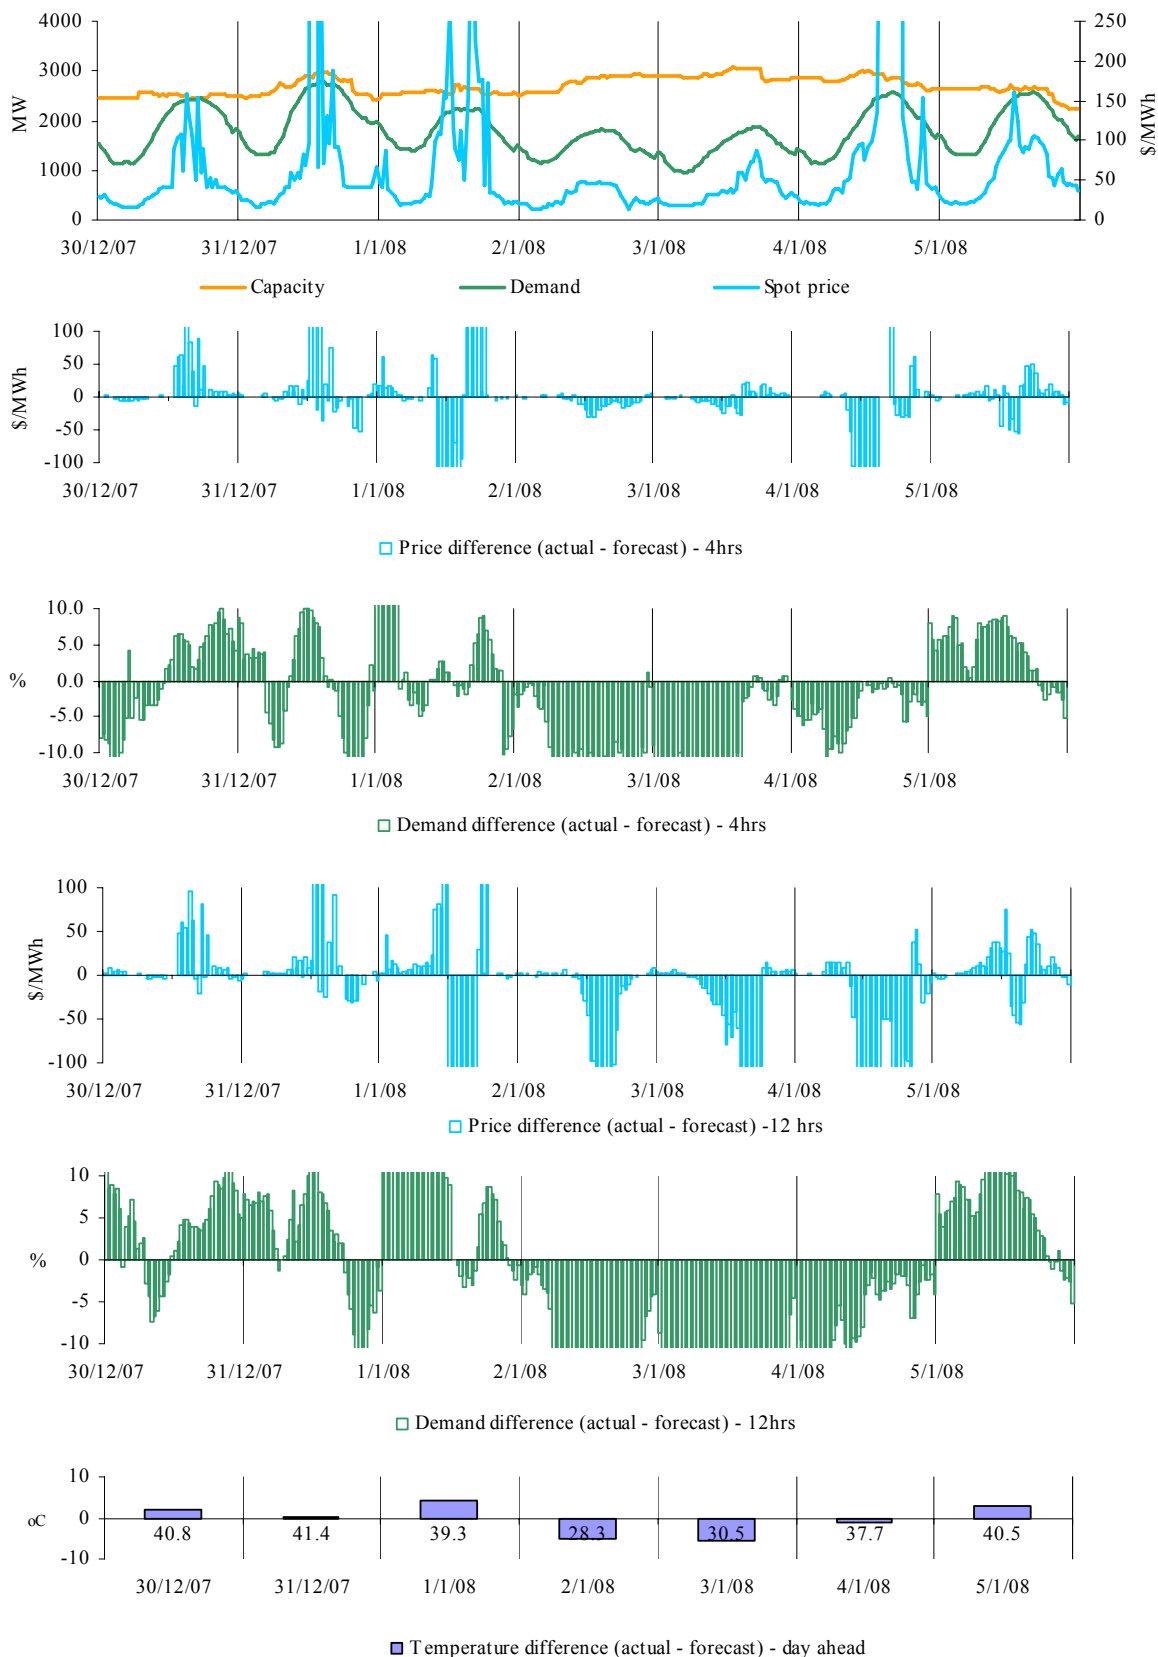 4000 250
3000 200
150
2000
100
1000 50
0 0
MW
$/MWh
30/12/07 31/12/07 1/1/08 2/1/08 3/1/08 4/1/08 5/1/08
Capacity Demand Spot price
100
50
0
-50
-100
$/MWh
30/12/07 31/12/07 1/1/08 2/1/08 3/1/08 4/1/08 5/1/08
Price difference (actual - forecast) - 4hrs
10.0
5.0
% 0.0
-5.0
-10.0
30/12/07 31/12/07 1/1/08 2/1/08 3/1/08 4/1/08 5/1/08
Demand difference (actual - forecast) - 4hrs
100
50
0
-50
-100
$/MWh
30/12/07 31/12/07 1/1/08 2/1/08 3/1/08 4/1/08 5/1/08
Price difference (actual - forecast) -12 hrs
10
5
% 0
-5
-10
30/12/07 31/12/07 1/1/08 2/1/08 3/1/08 4/1/08 5/1/08
Demand difference (actual - forecast) - 12hrs
10
oC 0
40.8 41.4 39.3 28.3 30.5 37.7 40.5
-10
30/12/07 31/12/07 1/1/08 2/1/08 3/1/08 4/1/08 5/1/08
Temperature difference (actual - forecast) - day ahead